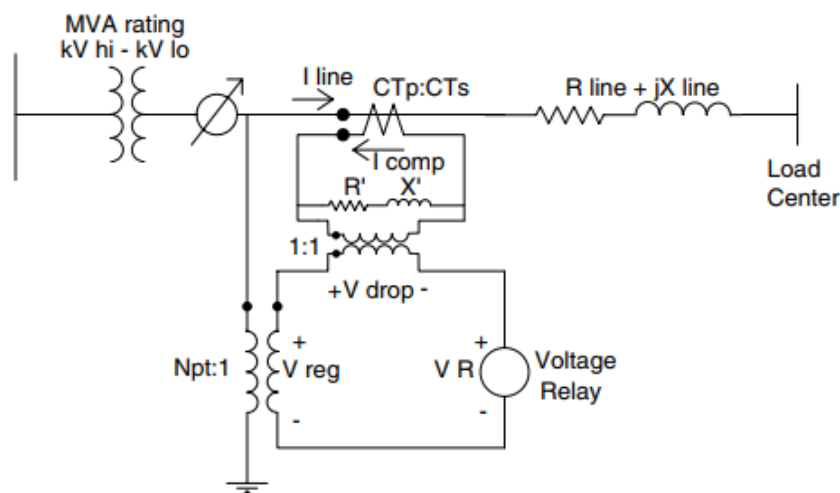 MVA rating
kV hi - kV lo
I line
CTp:CTs
R line + jX line
I comp
Load
Center
R'
X'
1:1
+V drop -
Npt:1
+
V reg
-
+
V R
-
Voltage
Relay